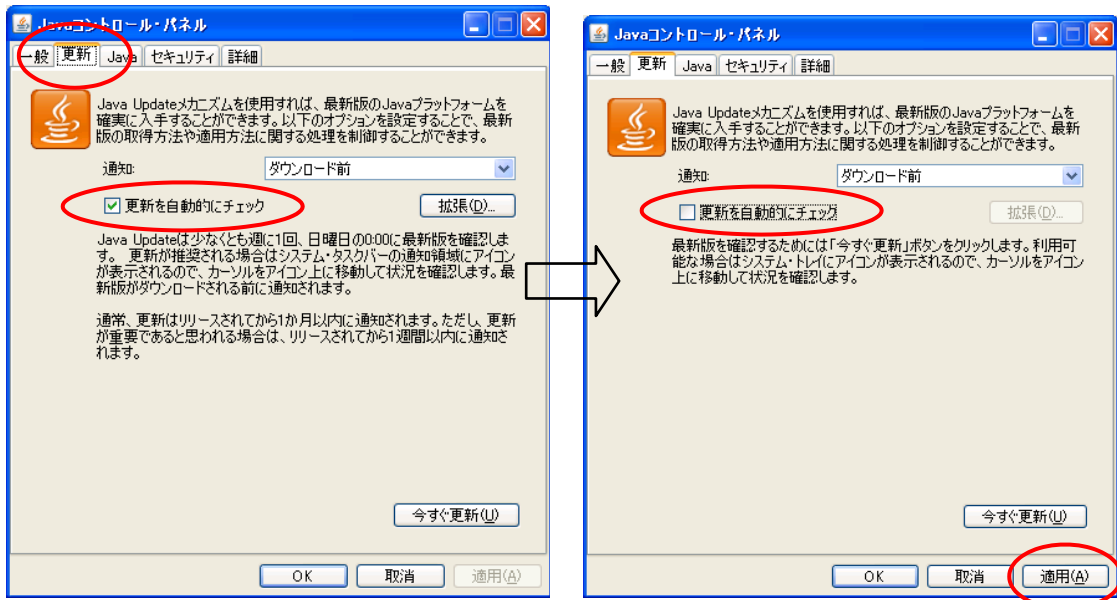 Javaコントロール・パネル
一般 更新 Java セキュリティ 詳細
Java Updateメカニズムを使用すれば、最新版のJavaプラットフォームを
確実に入手することができます。以下のオプションを設定することで、最新
版の取得方法や適用方法に関する処理を制御することができます。
通知: ダウンロード前
更新を自動的にチェック 拡張(D)...
Java Updateは少なくとも週に1回、日曜日の0:00に最新版を確認しま
す。 更新が推奨される場合はシステム・タスクバーの通知領域にアイコン
が表示されるので、カーソルをアイコン上に移動して状況を確認します。最
新版がダウンロードされる前に通知されます。
通常、更新はリリースされてから1か月以内に通知されます。ただし、更新
が重要であると思われる場合は、リリースされてから1週間以内に通知さ
れます。
今すぐ更新(U)
OK 取消 適用(A)
Javaコントロール・パネル
一般 更新 Java セキュリティ 詳細
Java Updateメカニズムを使用すれば、最新版のJavaプラットフォームを
確実に入手することができます。以下のオプションを設定することで、最新
版の取得方法や適用方法に関する処理を制御することができます。
通知: ダウンロード前
更新を自動的にチェック 拡張(D)...
最新版を確認するためには「今すぐ更新」ボタンをクリックします。利用可
能な場合はシステム・トレイにアイコンが表示されるので、カーソルをアイコン
上に移動して状況を確認します。
今すぐ更新(U)
OK 取消 適用(A)